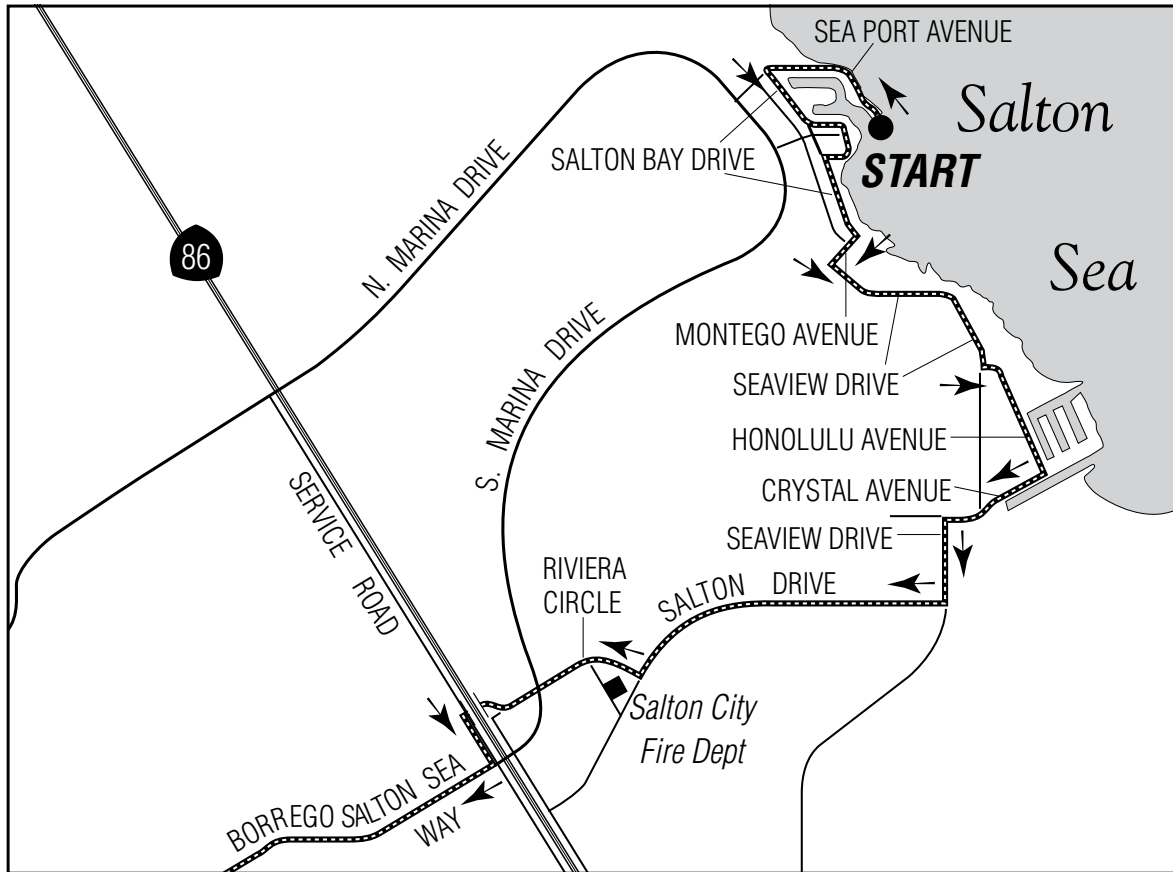 SEA PORT AVENUE
Salton
START
SALTON BAY DRIVE
N. MARINA DRIVE
86
Sea
MONTEGO AVENUE
S. MARINA DRIVE
SEAVIEW DRIVE
HONOLULU AVENUE
CRYSTAL AVENUE
SERVICE ROAD
SEAVIEW DRIVE
RIVIERA
CIRCLE
SALTON DRIVE
Salton City
Fire Dept
BORREGO SALTON SEA WAY